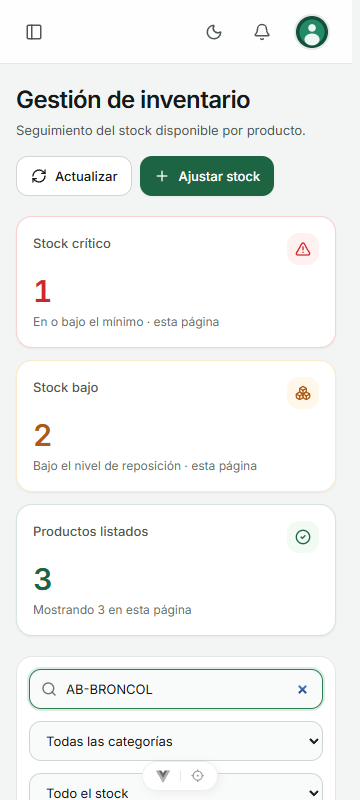 Gestión de inventario
Seguimiento del stock disponible por producto.
Actualizar
Ajustar stock
Stock crítico
1
En o bajo el mínimo · esta página
Stock bajo
2
Bajo el nivel de reposición · esta página
Productos listados
3
Mostrando 3 en esta página
AB-BRONCOL
Todas las categorías
Todo el stock